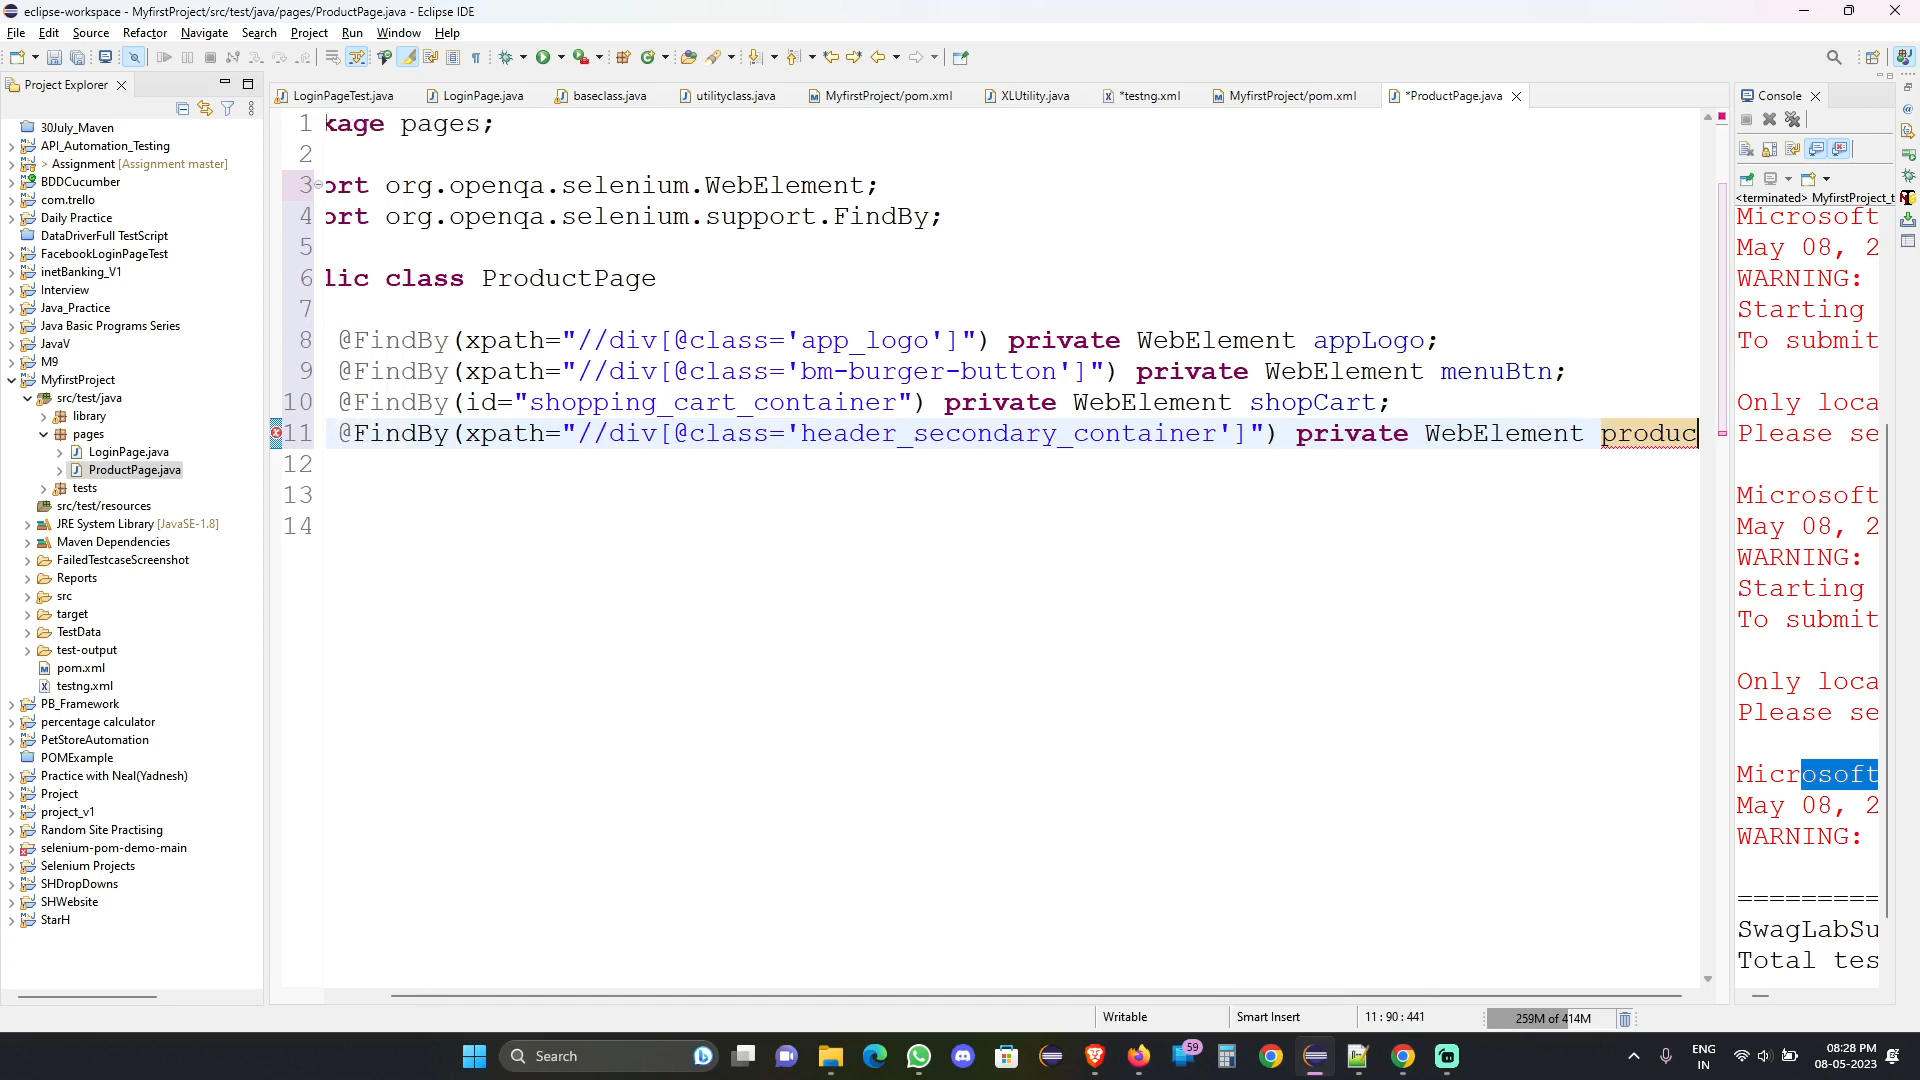 eclipse-workspace - MyfirstProject/src/test/java/pages/ProductPage.java - Eclipse IDE
File Edit Source Refactor Navigate Search Project Run Window Help
Project Explorer
LoginPageTest.java LoginPage.java baseclass.java utilityclass.java MyfirstProject/pom.xml XLUtility.java *testng.xml MyfirstProject/pom.xml *ProductPage.java Console
30July_Maven
API_Automation_Testing
> Assignment [Assignment master]
BDDCucumber
com.trello
Daily Practice
DataDriverFull TestScript
FacebookLoginPageTest
inetBanking_V1
Interview
Java_Practice
Java Basic Programs Series
JavaV
M9
MyfirstProject
src/test/java
library
pages
LoginPage.java
ProductPage.java
tests
src/test/resources
JRE System Library [JavaSE-1.8]
Maven Dependencies
FailedTestcaseScreenshot
Reports
src
target
TestData
test-output
pom.xml
testng.xml
PB_Framework
percentage calculator
PetStoreAutomation
POMExample
Practice with Neal(Yadnesh)
Project
project_v1
Random Site Practising
selenium-pom-demo-main
Selenium Projects
SHDropDowns
SHWebsite
StarH
1 kage pages;
2
3 ort org.openqa.selenium.WebElement;
4 ort org.openqa.selenium.support.FindBy;
5
6 lic class ProductPage
7
8 @FindBy(xpath="//div[@class='app_logo']") private WebElement appLogo;
9 @FindBy(xpath="//div[@class='bm-burger-button']") private WebElement menuBtn;
10 @FindBy(id="shopping_cart_container") private WebElement shopCart;
11 @FindBy(xpath="//div[@class='header_secondary_container']") private WebElement produc
12
13
14
<terminated> MyfirstProject_t
Microsoft
May 08, 2
WARNING:
Starting
To submit
Only loca
Please se
Microsoft
May 08, 2
WARNING:
Starting
To submit
Only loca
Please se
Microsoft
May 08, 2
WARNING:
=========
SwagLabSu
Total tes
Writable Smart Insert 11 : 90 : 441 259M of 414M
Search 59 ENG IN 08:28 PM 08-05-2023